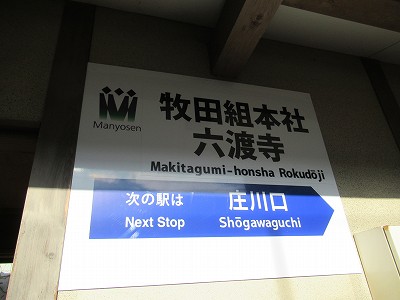 Manyosen
牧田組本社
六渡寺
Makitagumi-honsha Rokudōji
次の駅は 庄川口
Next Stop Shōgawaguchi